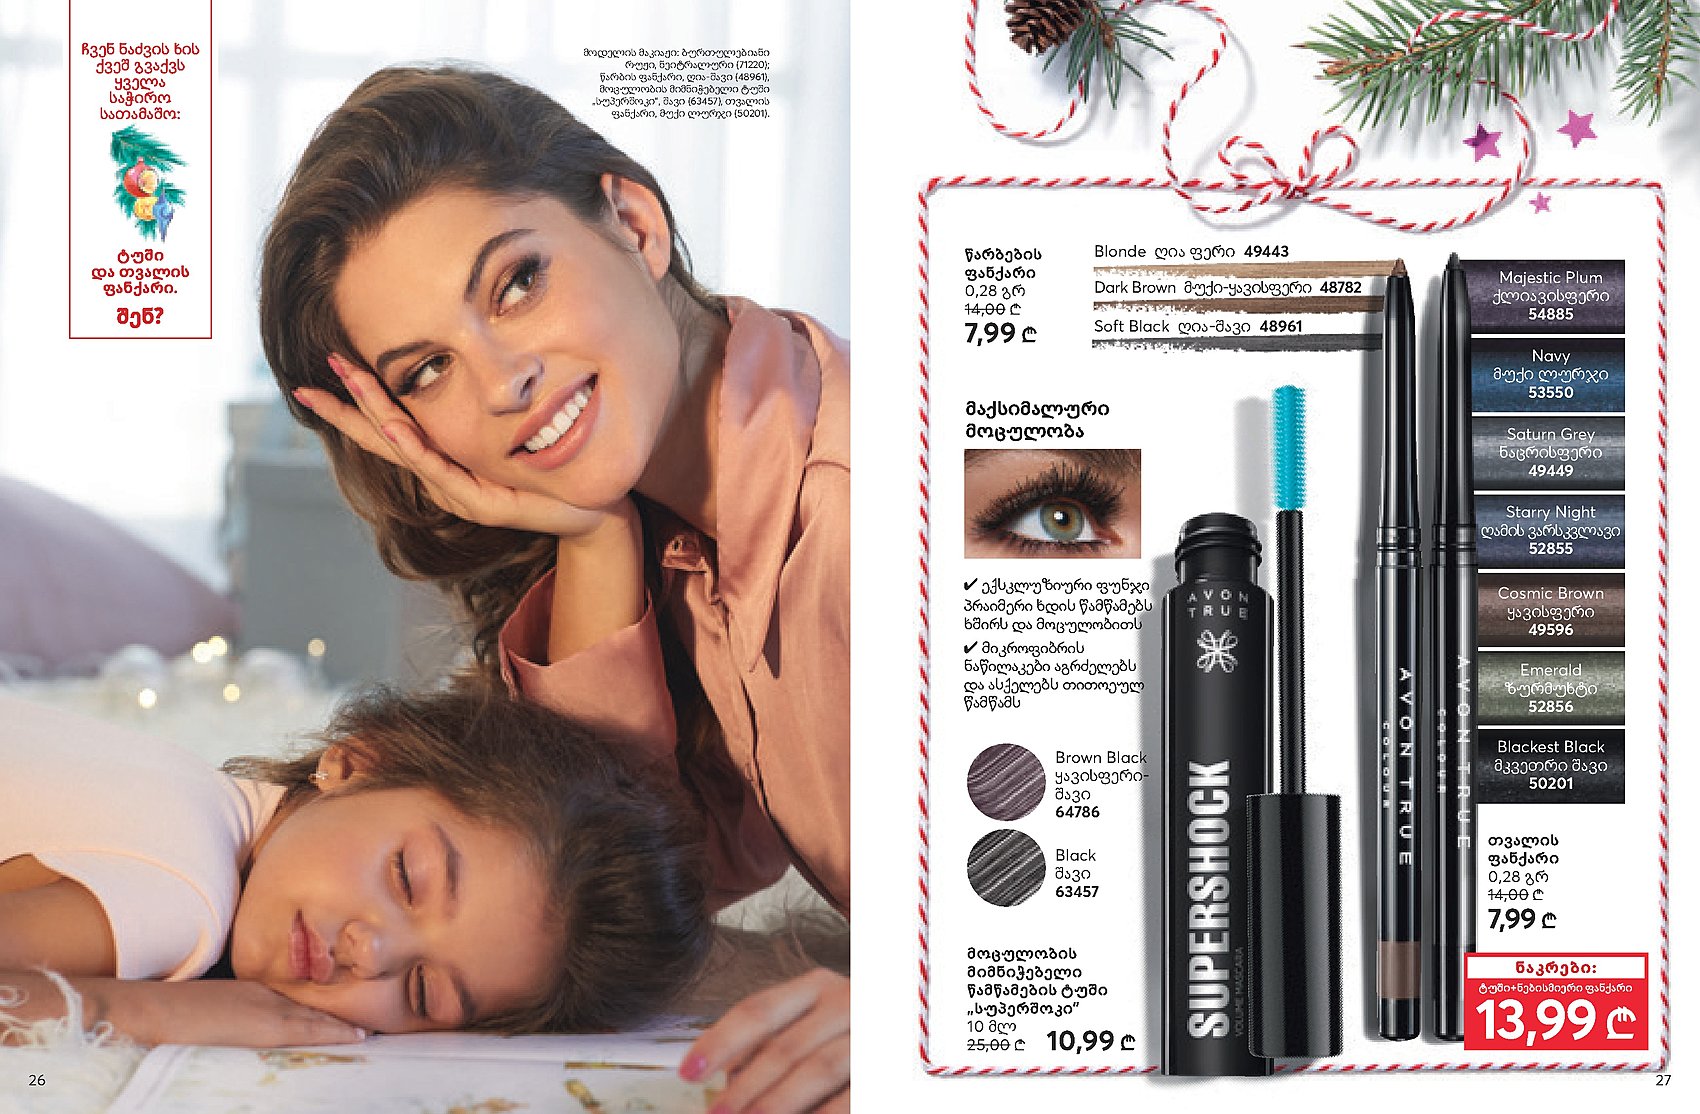 ჩვენ ნაძვის ხის
ქვეშ გვაქვს
ყველა
საჭირო
სათამაშო:
ტუში
და თვალის
ფანქარი.
შენ?
მოდელის მაკიაჟი: ბურთულებიანი
რუჟი, ნეიტრალური (71220);
წარბის ფანქარი, ღია-შავი (48961),
მოცულობის მიმნიჭებელი ტუში
„სუპერშოკი", შავი (63457), თვალის
ფანქარი, მუქი ლურჯი (50201).
26
წარბების
ფანქარი
0,28 გრ
14,00 ₾
7,99 ₾
Blonde ღია ფერი 49443
Dark Brown მუქი-ყავისფერი 48782
Soft Black ღია-შავი 48961
მაქსიმალური
მოცულობა
✔ ექსკლუზიური ფუნჯი
პრაიმერი ხდის წამწამებს
ხშირს და მოცულობითს
✔ მიკროფიბრის
ნაწილაკები აგრძელებს
და ასქელებს თითოეულ
წამწამს
Brown Black
ყავისფერი-
შავი
64786
Black
შავი
63457
მოცულობის
მიმნიჭებელი
წამწამების ტუში
„სუპერშოკი"
10 მლ
25,00 ₾
10,99 ₾
AVON
TRUE
SUPERSHOCK
VOLUME MASCARA
AVON TRUE
COLOUR
AVON TRUE
COLOUR
Majestic Plum
ქლიავისფერი
54885
Navy
მუქი ლურჯი
53550
Saturn Grey
ნაცრისფერი
49449
Starry Night
ღამის ვარსკვლავი
52855
Cosmic Brown
ყავისფერი
49596
Emerald
ზურმუხტი
52856
Blackest Black
მკვეთრი შავი
50201
თვალის
ფანქარი
0,28 გრ
14,00 ₾
7,99 ₾
ნაკრები:
ტუში+ნებისმიერი ფანქარი
13,99 ₾
27